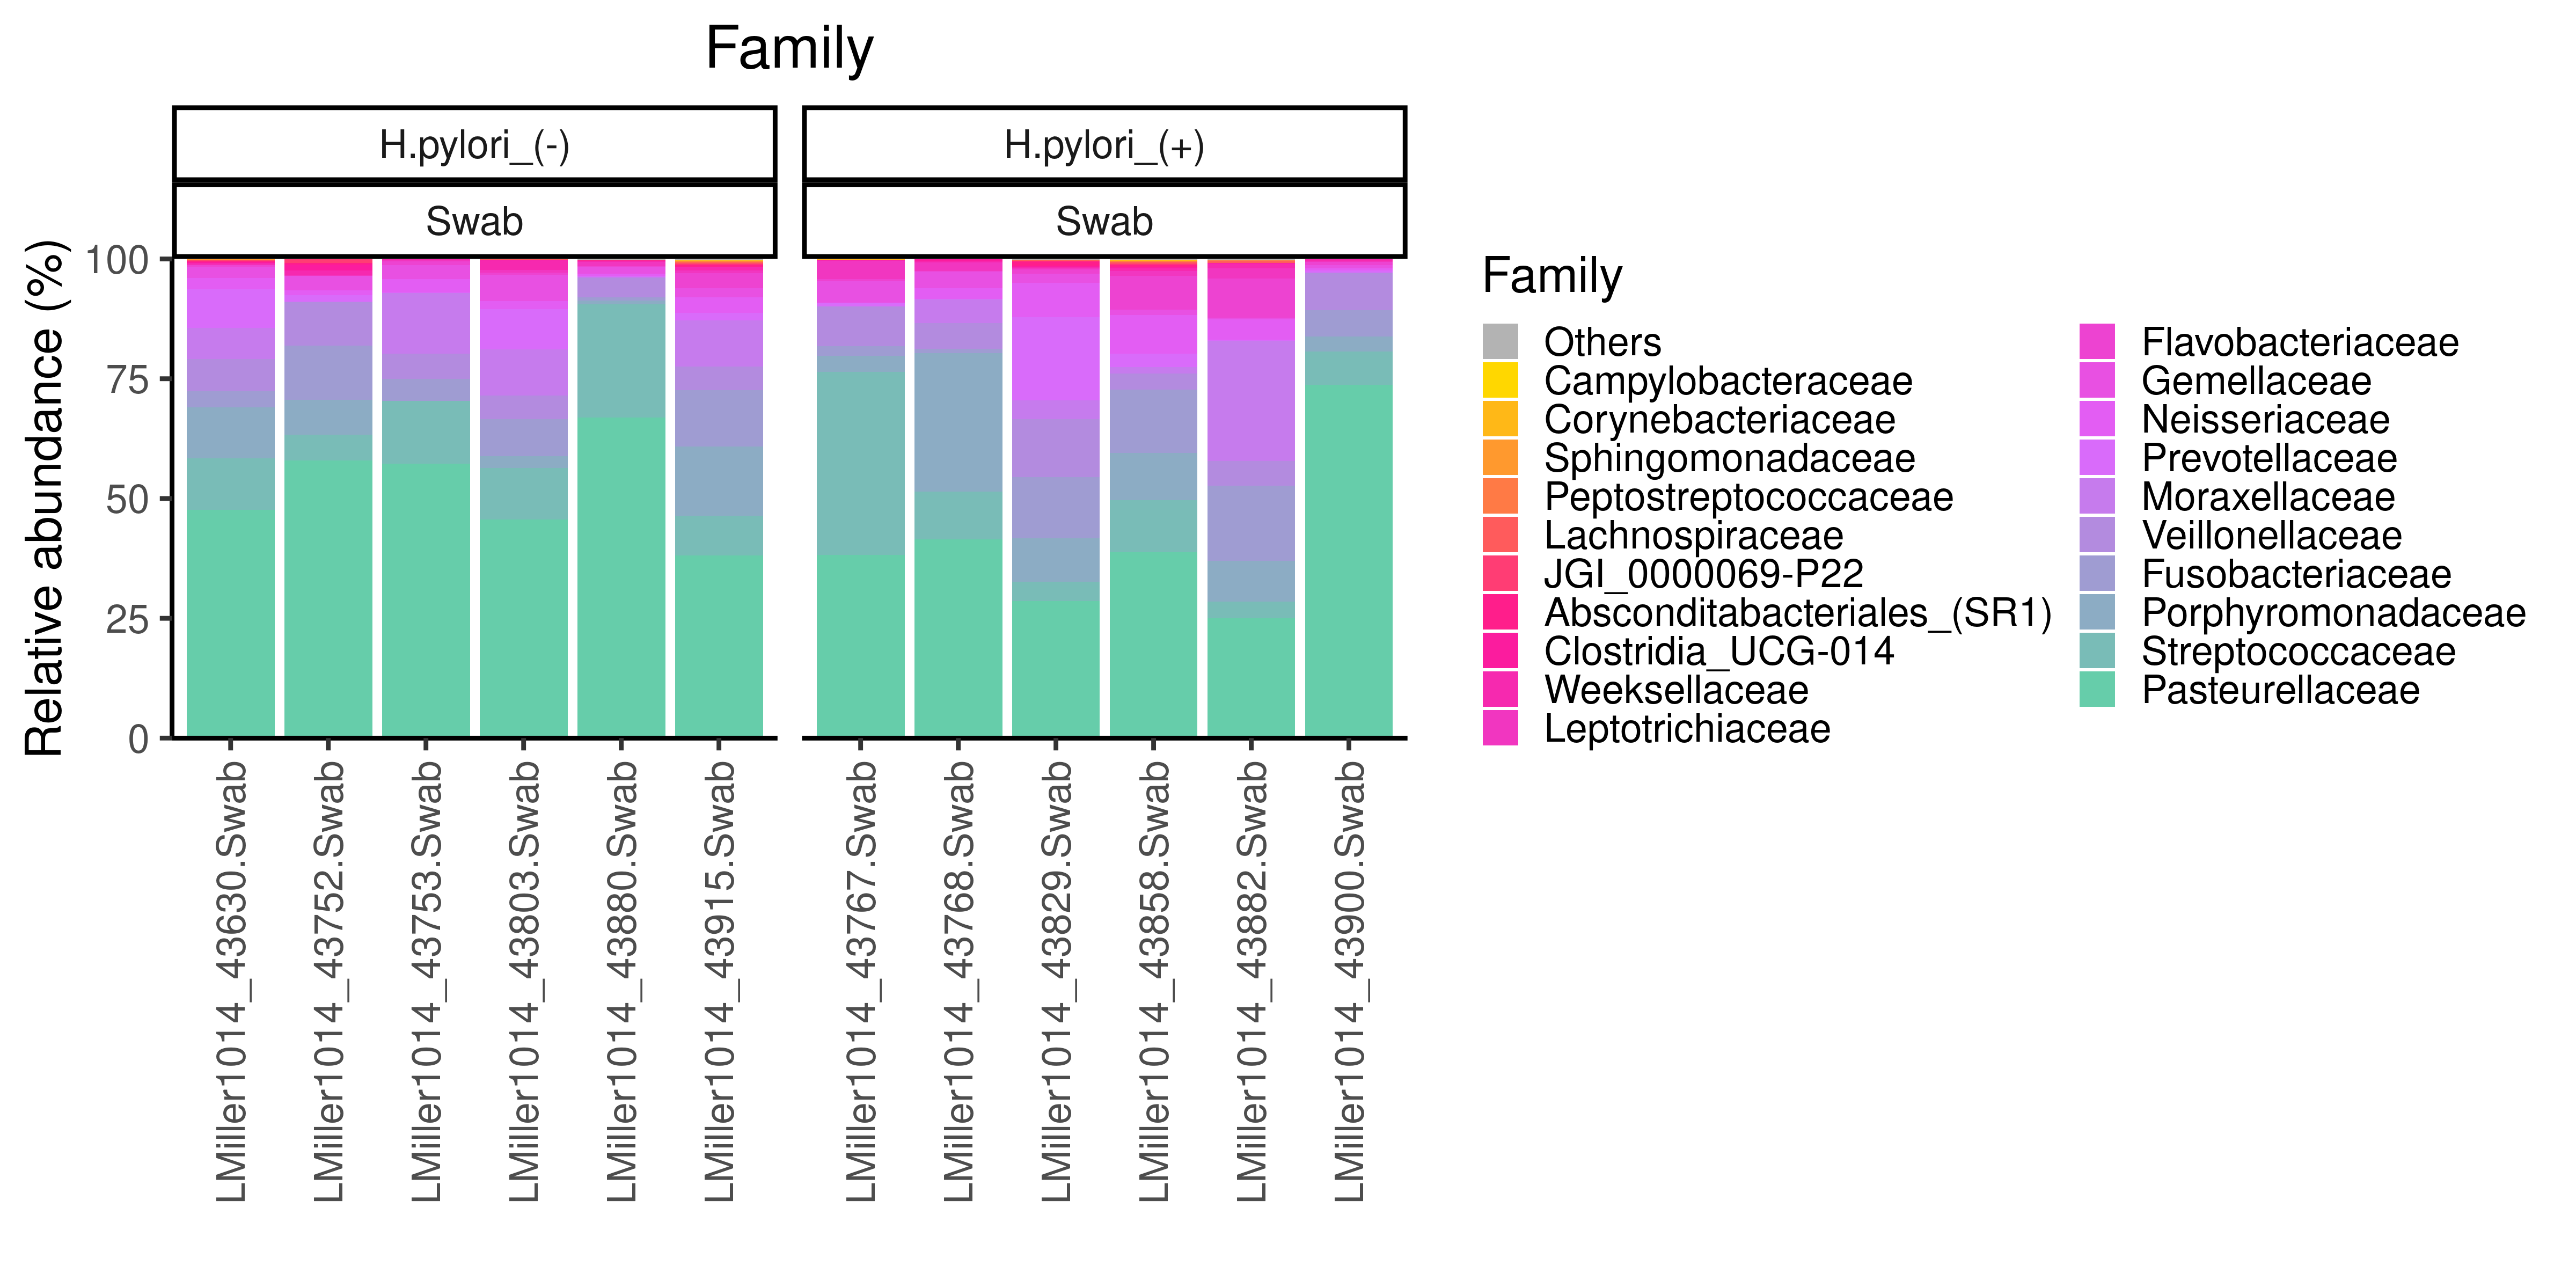 Family
H.pylori_(-)
H.pylori_(+)
Swab
Swab
Relative abundance (%)
100
75
50
25
0
LMiller1014_43630.Swab
LMiller1014_43752.Swab
LMiller1014_43753.Swab
LMiller1014_43803.Swab
LMiller1014_43880.Swab
LMiller1014_43915.Swab
LMiller1014_43767.Swab
LMiller1014_43768.Swab
LMiller1014_43829.Swab
LMiller1014_43858.Swab
LMiller1014_43882.Swab
LMiller1014_43900.Swab
Family
Others
Campylobacteraceae
Corynebacteriaceae
Sphingomonadaceae
Peptostreptococcaceae
Lachnospiraceae
JGI_0000069-P22
Absconditabacteriales_(SR1)
Clostridia_UCG-014
Weeksellaceae
Leptotrichiaceae
Flavobacteriaceae
Gemellaceae
Neisseriaceae
Prevotellaceae
Moraxellaceae
Veillonellaceae
Fusobacteriaceae
Porphyromonadaceae
Streptococcaceae
Pasteurellaceae